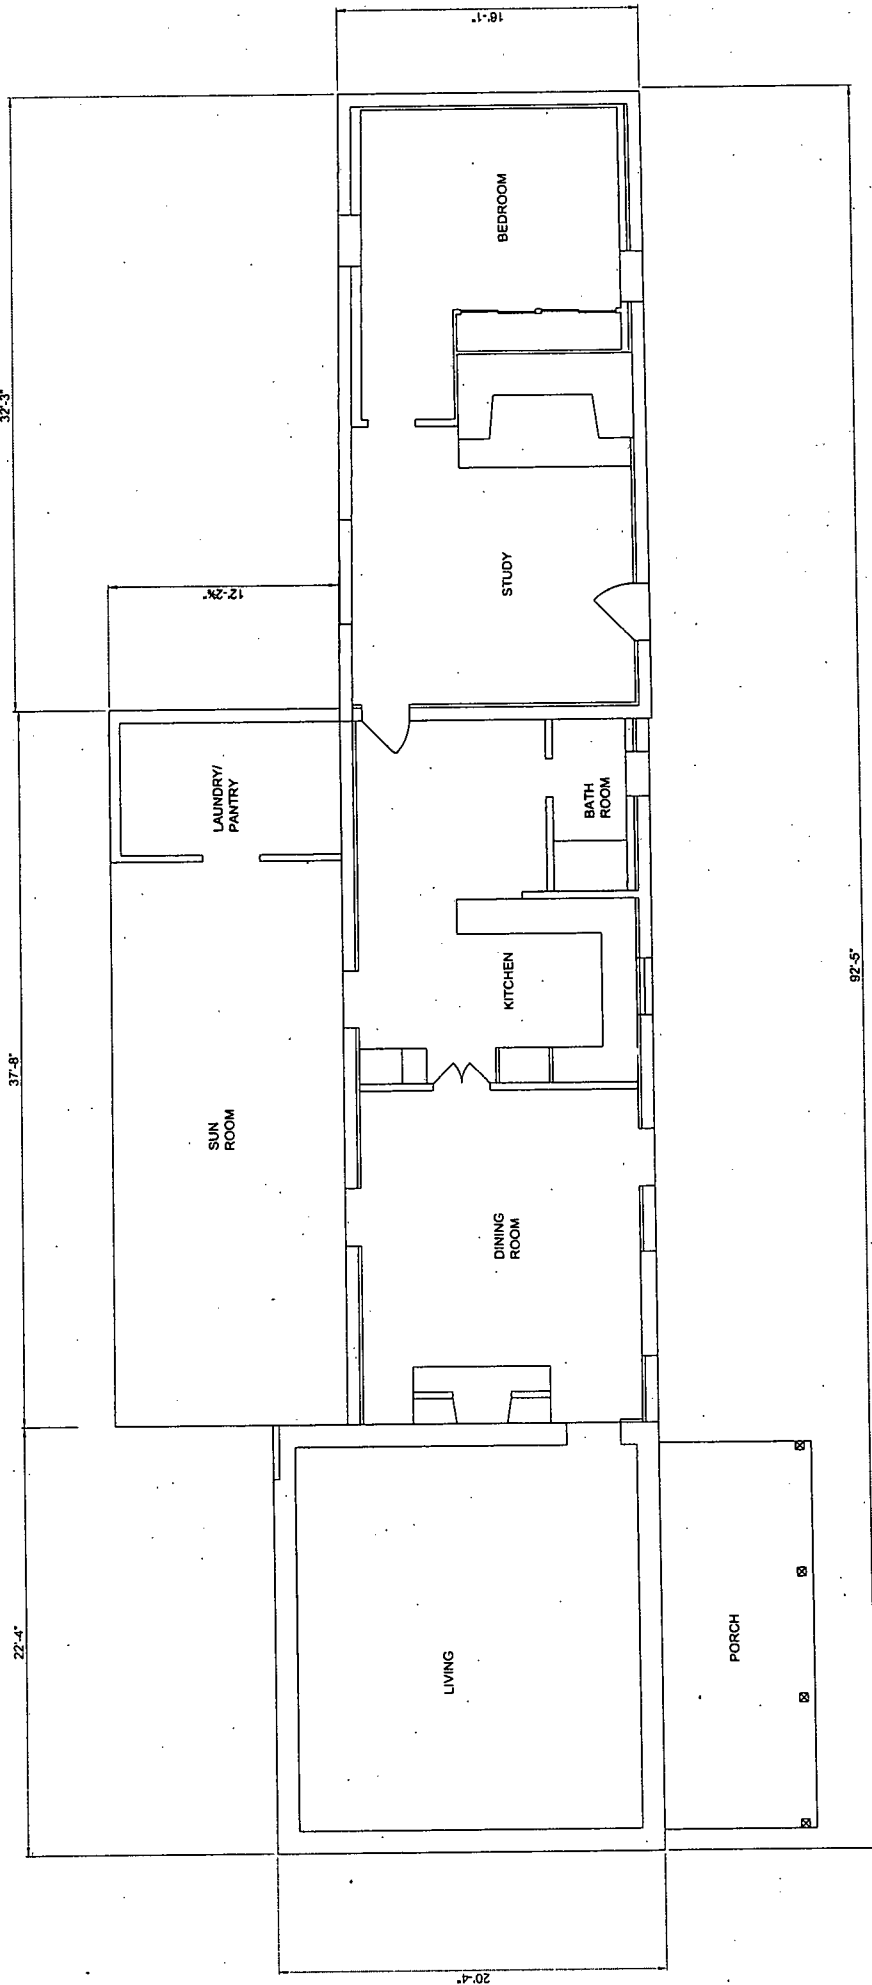 16'-1"
32'-3"
BEDROOM
12'-2¾"
STUDY
LAUNDRY/
PANTRY
BATH
ROOM
37'-8"
KITCHEN
92'-5"
SUN
ROOM
DINING
ROOM
22'-4"
LIVING
PORCH
20'-4"